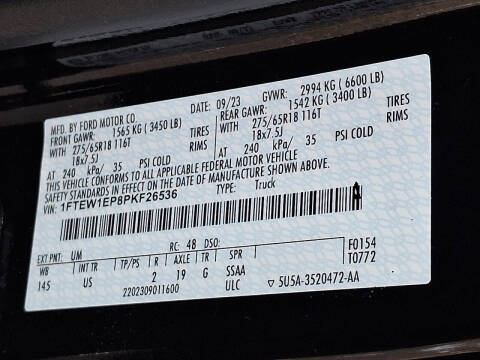 MFD. BY FORD MOTOR CO.
DATE: 09/23 GVWR: 2994 KG ( 6600 LB)
FRONT GAWR: 1565 KG ( 3450 LB) REAR GAWR: 1542 KG ( 3400 LB)
WITH 275/65R18 116T TIRES WITH 275/65R18 116T TIRES
18x7.5J RIMS 18x7.5J RIMS
AT 240 kPa/ 35 PSI COLD AT 240 kPa/ 35 PSI COLD
THIS VEHICLE CONFORMS TO ALL APPLICABLE FEDERAL MOTOR VEHICLE
SAFETY STANDARDS IN EFFECT ON THE DATE OF MANUFACTURE SHOWN ABOVE.
1FTEW1EP8PKF26536 TYPE: Truck
EXT PNT: UM RC: 48 DSO: F0154
WB INT TR TP/PS R AXLE TR SPR T0772
145 US 2 19 G SSAA
2202309011600 ULC ▽ 5U5A-3520472-AA